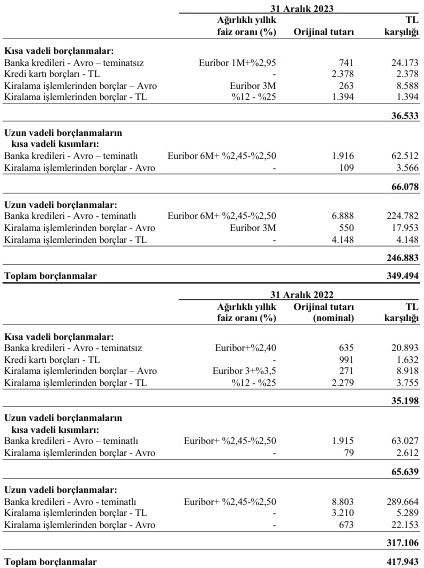 31 Aralık 2023
Ağırlıklı yıllık TL
faiz oranı (%) Orijinal tutarı karşılığı
Kısa vadeli borçlanmalar:
Banka kredileri - Avro – teminatsız Euribor 1M+%2,95 741 24.173
Kredi kartı borçları - TL - 2.378 2.378
Kiralama işlemlerinden borçlar – Avro Euribor 3M 263 8.588
Kiralama işlemlerinden borçlar - TL %12 - %25 1.394 1.394
36.533
Uzun vadeli borçlanmaların
kısa vadeli kısımları:
Banka kredileri - Avro – teminatlı Euribor 6M+ %2,45-%2,50 1.916 62.512
Kiralama işlemlerinden borçlar - Avro - 109 3.566
66.078
Uzun vadeli borçlanmalar:
Banka kredileri - Avro - teminatlı Euribor 6M+ %2,45-%2,50 6.888 224.782
Kiralama işlemlerinden borçlar - Avro Euribor 3M 550 17.953
Kiralama işlemlerinden borçlar – TL - 4.148 4.148
246.883
Toplam borçlanmalar 349.494
31 Aralık 2022
Ağırlıklı yıllık Orijinal tutarı TL
faiz oranı (%) (nominal) karşılığı
Kısa vadeli borçlanmalar:
Banka kredileri - Avro - teminatsız Euribor+%2,40 635 20.893
Kredi kartı borçları - TL - 991 1.632
Kiralama işlemlerinden borçlar – Avro Euribor 3+%3,5 271 8.918
Kiralama işlemlerinden borçlar - TL %12 - %25 2.279 3.755
35.198
Uzun vadeli borçlanmaların
kısa vadeli kısımları:
Banka kredileri - Avro – teminatlı Euribor+ %2,45-%2,50 1.915 63.027
Kiralama işlemlerinden borçlar - Avro - 79 2.612
65.639
Uzun vadeli borçlanmalar:
Banka kredileri - Avro - teminatlı Euribor+ %2,45-%2,50 8.803 289.664
Kiralama işlemlerinden borçlar - TL - 3.210 5.289
Kiralama işlemlerinden borçlar - Avro - 673 22.153
317.106
Toplam borçlanmalar 417.943